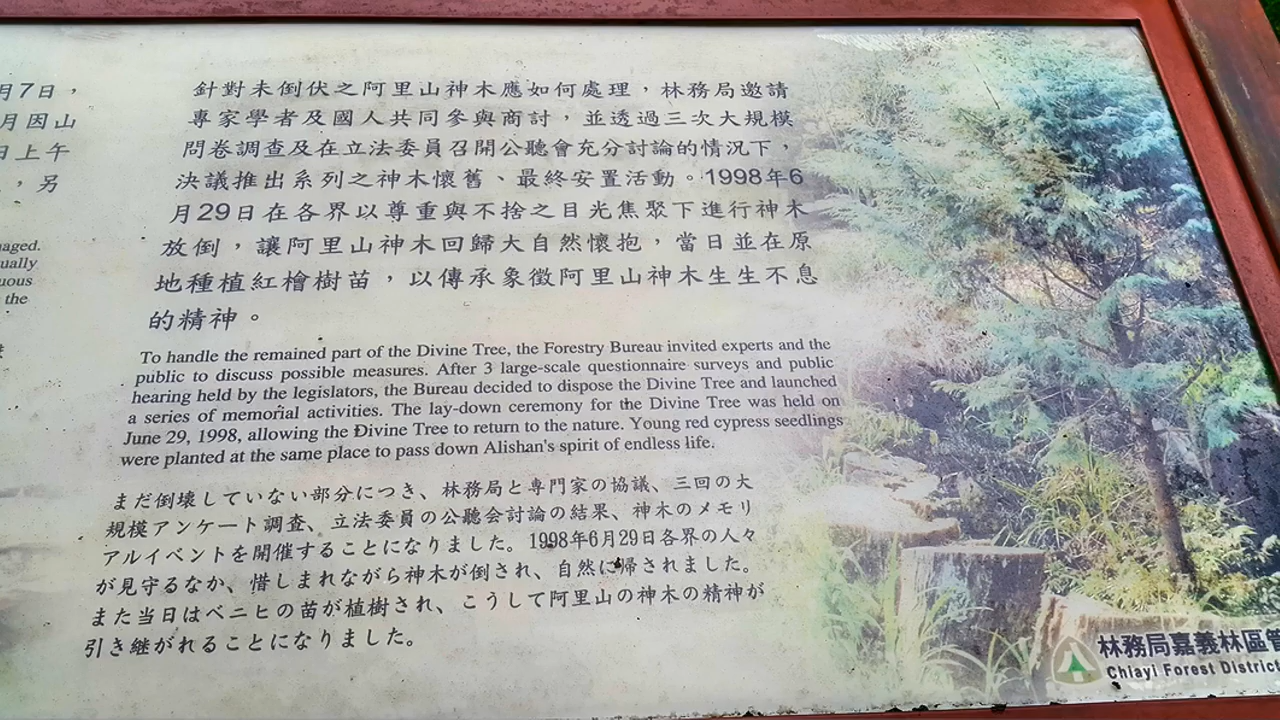 月7日，
月因山
日上午
，另
naged.
ually
uous
the
針對未倒伏之阿里山神木應如何處理，林務局邀請
專家學者及國人共同參與商討，並透過三次大規模
問卷調查及在立法委員召開公聽會充分討論的情況下，
決議推出系列之神木懷舊、最終安置活動。1998年6
月29日在各界以尊重與不捨之目光焦聚下進行神木
放倒，讓阿里山神木回歸大自然懷抱，當日並在原
地種植紅檜樹苗，以傳承象徵阿里山神木生生不息
的精神。
To handle the remained part of the Divine Tree, the Forestry Bureau invited experts and the
public to discuss possible measures. After 3 large-scale questionnaire surveys and public
hearing held by the legislators, the Bureau decided to dispose the Divine Tree and launched
a series of memorial activities. The lay-down ceremony for the Divine Tree was held on
June 29, 1998, allowing the Divine Tree to return to the nature. Young red cypress seedlings
were planted at the same place to pass down Alishan's spirit of endless life.
まだ倒壊していない部分につき、林務局と専門家の協議、三回の大
規模アンケート調査、立法委員の公聽会討論の結果、神木のメモリ
アルイベントを開催することになりました。1998年6月29日各界の人々
が見守るなか、惜しまれながら神木が倒され、自然に帰されました。
また当日はベニヒの苗が植樹され、こうして阿里山の神木の精神が
引き継がれることになりました。
林務局嘉義林區管
Chiayi Forest District